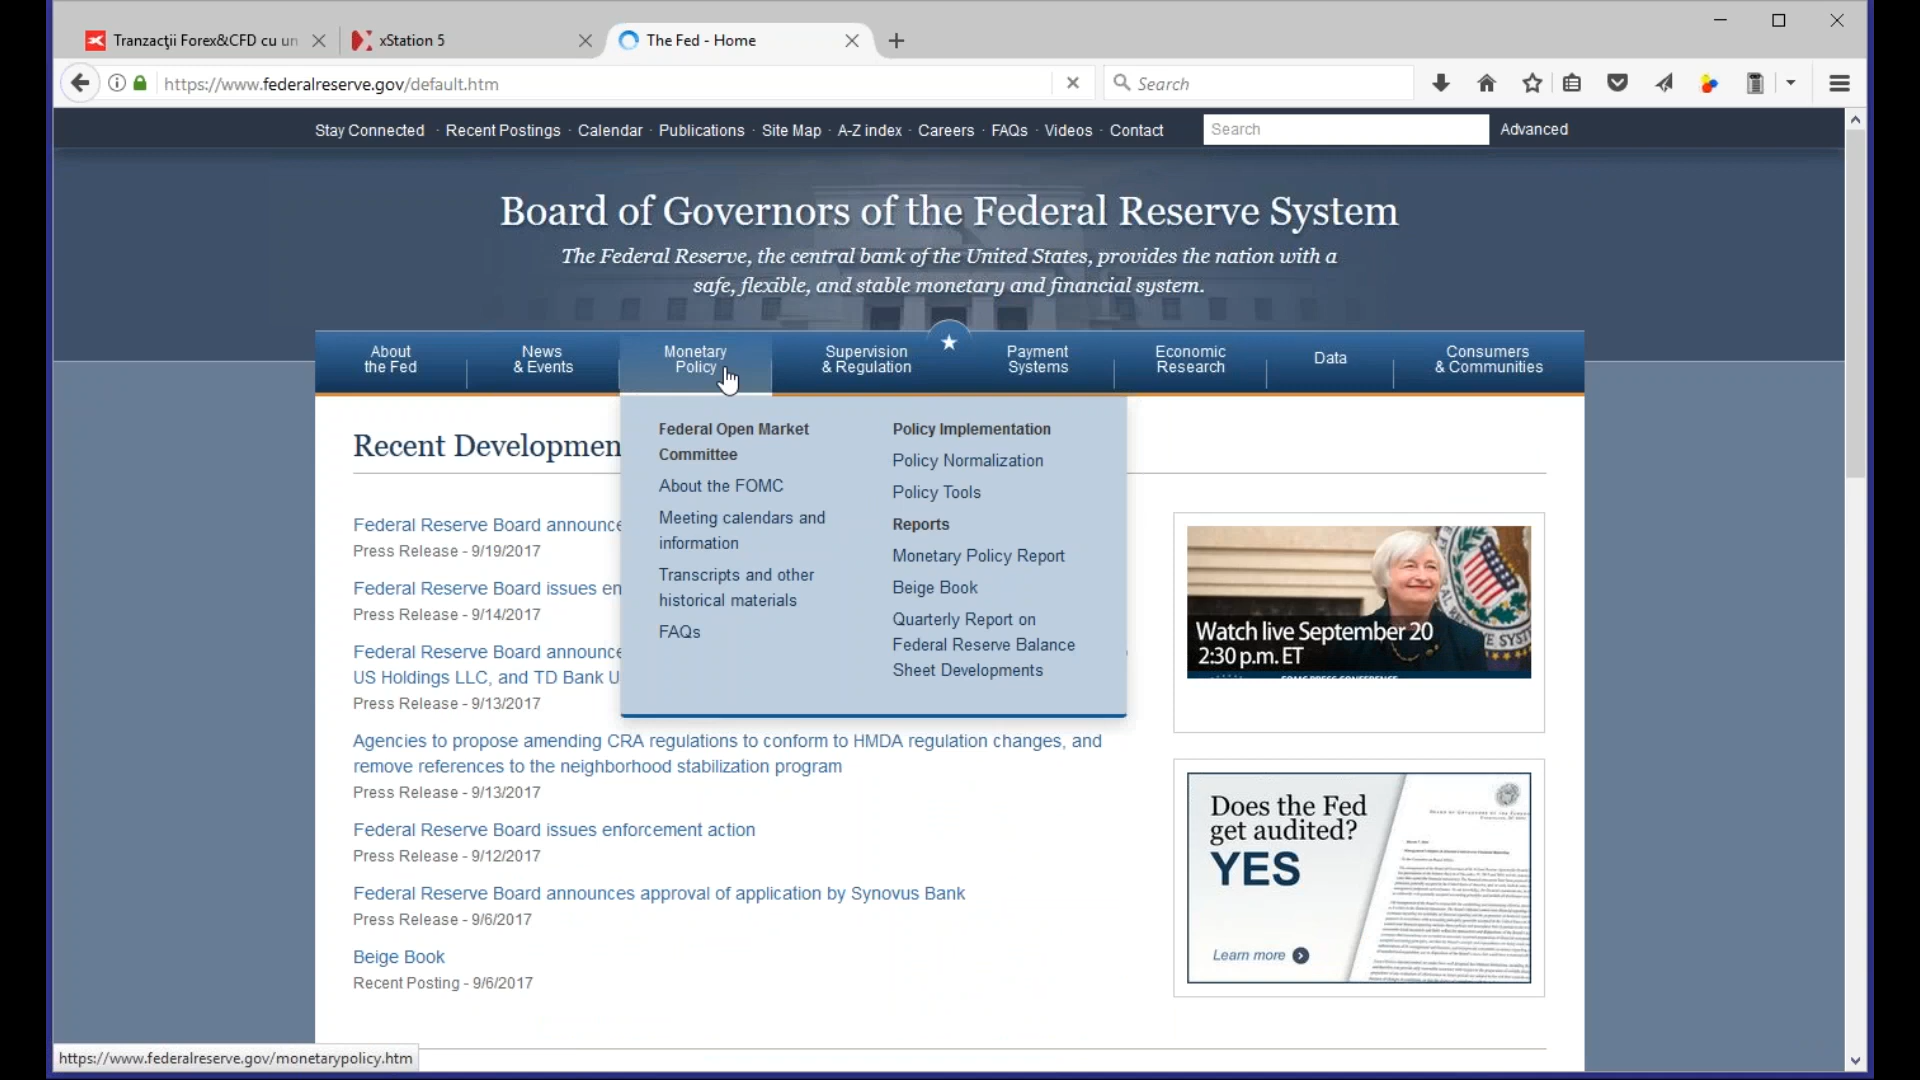 Tranzacţii Forex&CFD cu un
xStation 5
The Fed - Home
https://www.federalreserve.gov/default.htm
Search
Stay Connected · Recent Postings · Calendar · Publications · Site Map · A-Z index · Careers · FAQs · Videos · Contact
Search
Advanced
Board of Governors of the Federal Reserve System
The Federal Reserve, the central bank of the United States, provides the nation with a
safe, flexible, and stable monetary and financial system.
About
the Fed
News
& Events
Monetary
Policy
Supervision
& Regulation
Payment
Systems
Economic
Research
Data
Consumers
& Communities
Federal Open Market
Committee
About the FOMC
Meeting calendars and
information
Transcripts and other
historical materials
FAQs
Policy Implementation
Policy Normalization
Policy Tools
Reports
Monetary Policy Report
Beige Book
Quarterly Report on
Federal Reserve Balance
Sheet Developments
Recent Developmen
Federal Reserve Board announce
Press Release - 9/19/2017
Federal Reserve Board issues en
Press Release - 9/14/2017
Federal Reserve Board announce
US Holdings LLC, and TD Bank U
Press Release - 9/13/2017
Agencies to propose amending CRA regulations to conform to HMDA regulation changes, and
remove references to the neighborhood stabilization program
Press Release - 9/13/2017
Federal Reserve Board issues enforcement action
Press Release - 9/12/2017
Federal Reserve Board announces approval of application by Synovus Bank
Press Release - 9/6/2017
Beige Book
Recent Posting - 9/6/2017
Watch live September 20
2:30 p.m. ET
FOMC PRESS CONFERENCE
Does the Fed
get audited?
YES
Learn more
https://www.federalreserve.gov/monetarypolicy.htm